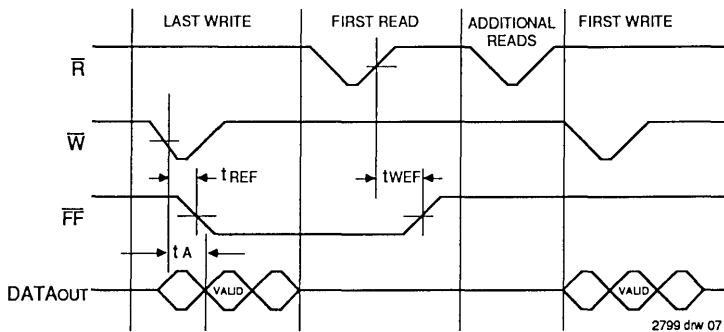 LAST WRITE
FIRST READ
ADDITIONAL READS
FIRST WRITE
R
W
tREF
tWEF
FF
tA
DATAOUT
VALID
VALID
2799 drw 07